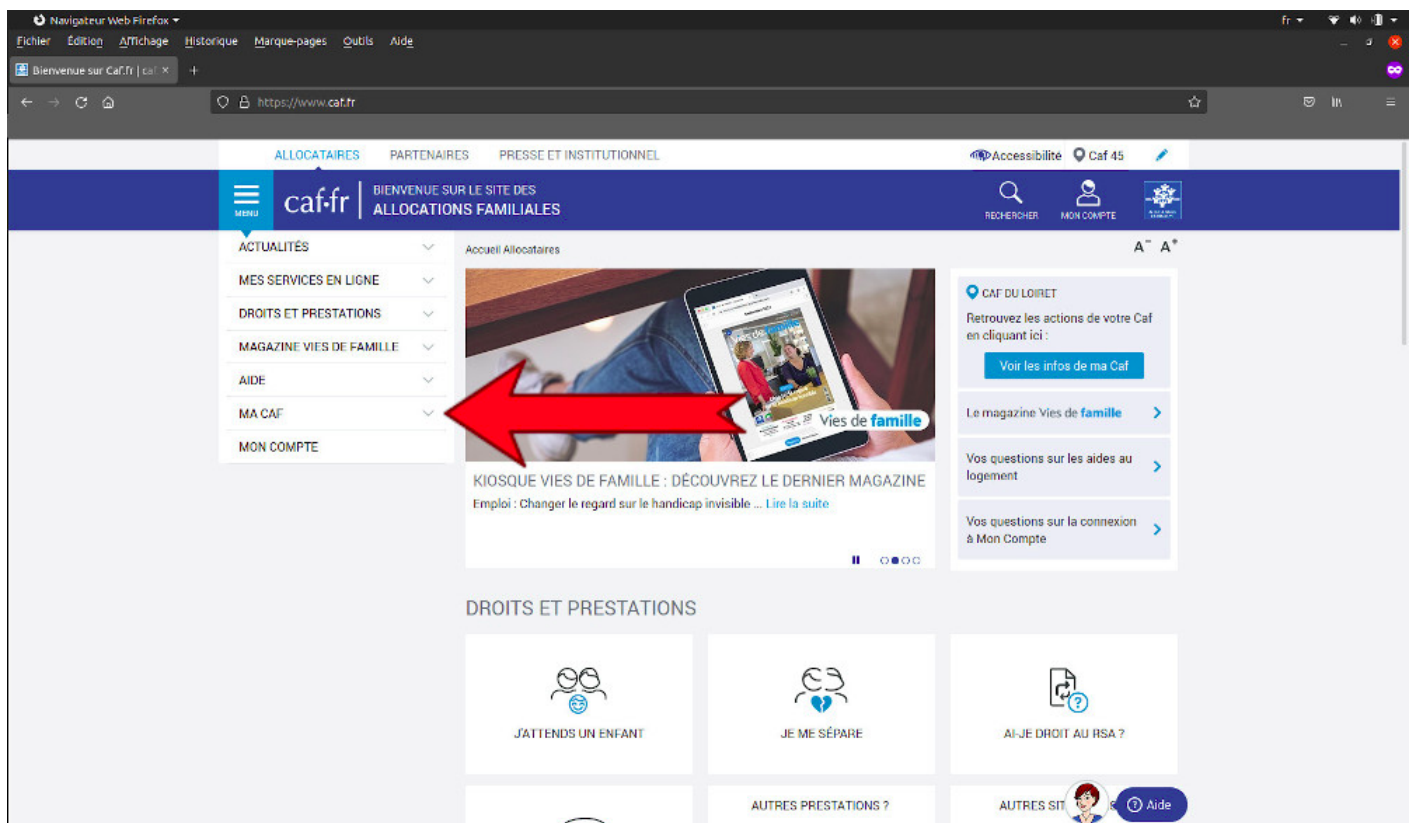 Navigateur Web Firefox
fr
Fichier Édition Affichage Historique Marque-pages Outils Aide
Bienvenue sur Caf.fr | caf
https://www.caf.fr
ALLOCATAIRES PARTENAIRES PRESSE ET INSTITUTIONNEL Accessibilité Caf 45
MENU caf.fr BIENVENUE SUR LE SITE DES
ALLOCATIONS FAMILIALES
RECHERCHER MON COMPTE
ACTUALITÉS
MES SERVICES EN LIGNE
DROITS ET PRESTATIONS
MAGAZINE VIES DE FAMILLE
AIDE
MA CAF
MON COMPTE
Accueil Allocataires
A- A+
Vies de famille
KIOSQUE VIES DE FAMILLE : DÉCOUVREZ LE DERNIER MAGAZINE
Emploi : Changer le regard sur le handicap invisible ... Lire la suite
CAF DU LOIRET
Retrouvez les actions de votre Caf
en cliquant ici :
Voir les infos de ma Caf
Le magazine Vies de famille
Vos questions sur les aides au
logement
Vos questions sur la connexion
à Mon Compte
DROITS ET PRESTATIONS
J'ATTENDS UN ENFANT
JE ME SÉPARE
AI-JE DROIT AU RSA ?
AUTRES PRESTATIONS ?
AUTRES
Aide